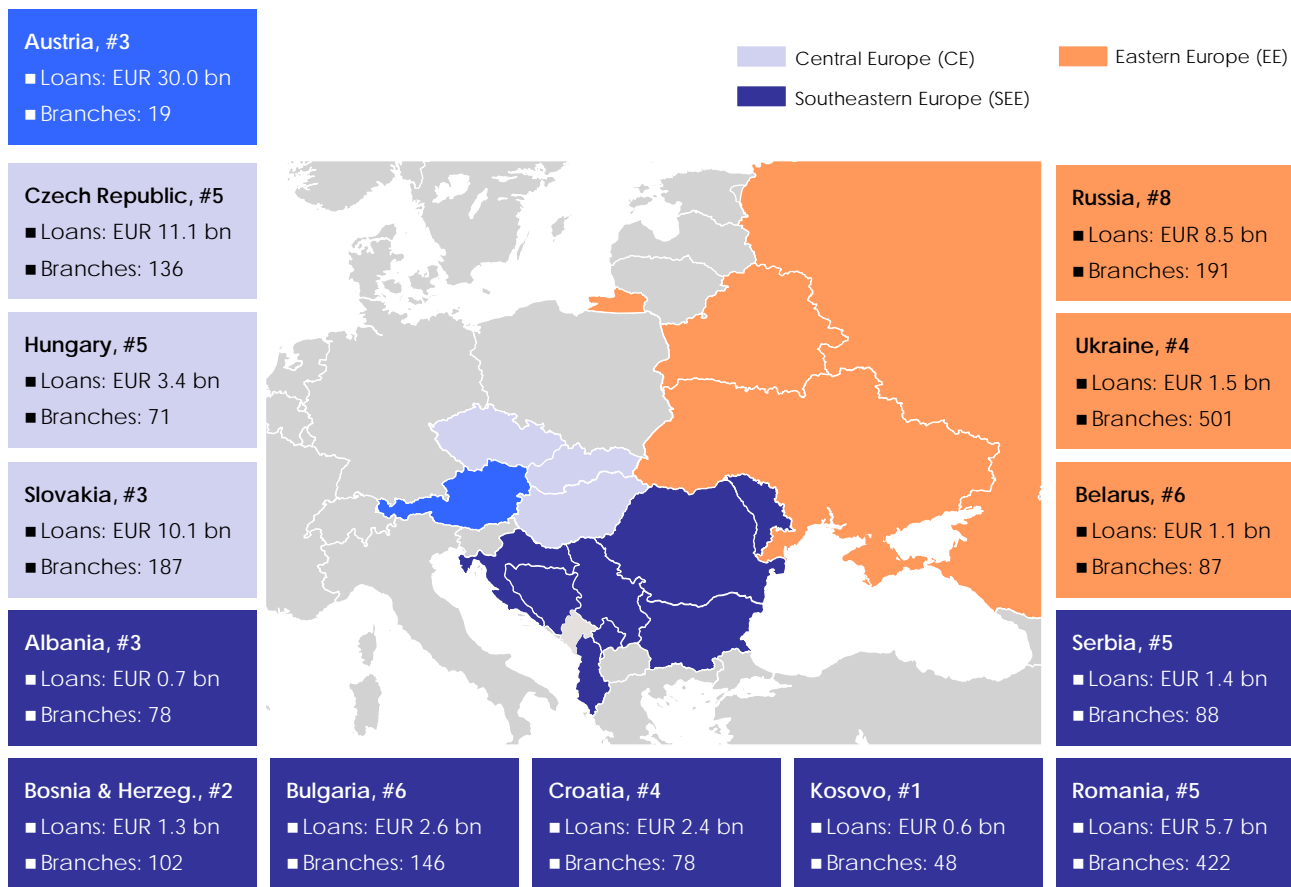 Austria, #3
■ Loans: EUR 30.0 bn
■ Branches: 19
Central Europe (CE)
Eastern Europe (EE)
Southeastern Europe (SEE)
Czech Republic, #5
■ Loans: EUR 11.1 bn
■ Branches: 136
Hungary, #5
■ Loans: EUR 3.4 bn
■ Branches: 71
Slovakia, #3
■ Loans: EUR 10.1 bn
■ Branches: 187
Albania, #3
■ Loans: EUR 0.7 bn
■ Branches: 78
Russia, #8
■ Loans: EUR 8.5 bn
■ Branches: 191
Ukraine, #4
■ Loans: EUR 1.5 bn
■ Branches: 501
Belarus, #6
■ Loans: EUR 1.1 bn
■ Branches: 87
Serbia, #5
■ Loans: EUR 1.4 bn
■ Branches: 88
Bosnia & Herzeg., #2
■ Loans: EUR 1.3 bn
■ Branches: 102
Bulgaria, #6
■ Loans: EUR 2.6 bn
■ Branches: 146
Croatia, #4
■ Loans: EUR 2.4 bn
■ Branches: 78
Kosovo, #1
■ Loans: EUR 0.6 bn
■ Branches: 48
Romania, #5
■ Loans: EUR 5.7 bn
■ Branches: 422